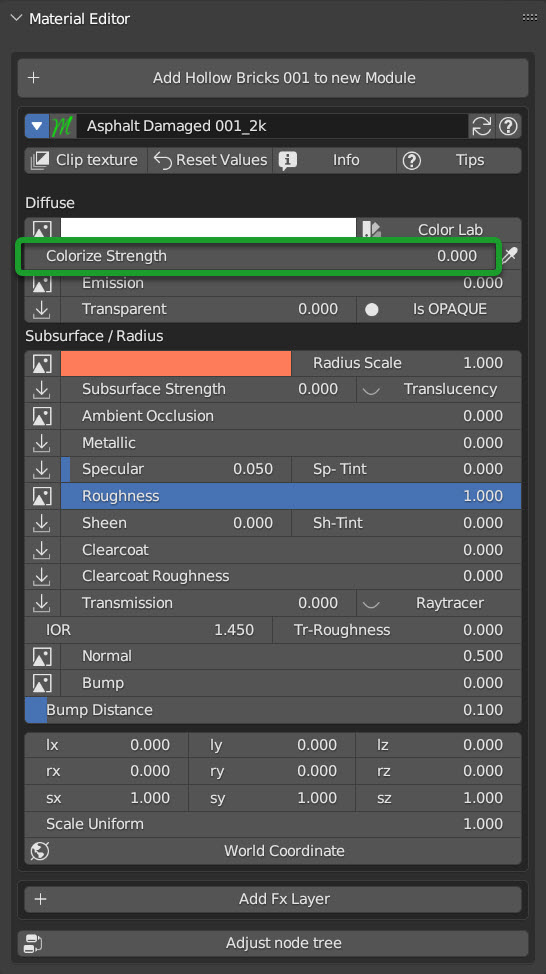 Material Editor
Add Hollow Bricks 001 to new Module
Asphalt Damaged 001_2k
Clip texture Reset Values Info Tips
Diffuse
Color Lab
Colorize Strength 0.000
Emission 0.000
Transparent 0.000 Is OPAQUE
Subsurface / Radius
Radius Scale 1.000
Subsurface Strength 0.000 Translucency
Ambient Occlusion 0.000
Metallic 0.000
Specular 0.050 Sp- Tint 0.000
Roughness 1.000
Sheen 0.000 Sh-Tint 0.000
Clearcoat 0.000
Clearcoat Roughness 0.000
Transmission 0.000 Raytracer
IOR 1.450 Tr-Roughness 0.000
Normal 0.500
Bump 0.000
Bump Distance 0.100
lx 0.000 ly 0.000 lz 0.000
rx 0.000 ry 0.000 rz 0.000
sx 1.000 sy 1.000 sz 1.000
Scale Uniform 1.000
World Coordinate
Add Fx Layer
Adjust node tree